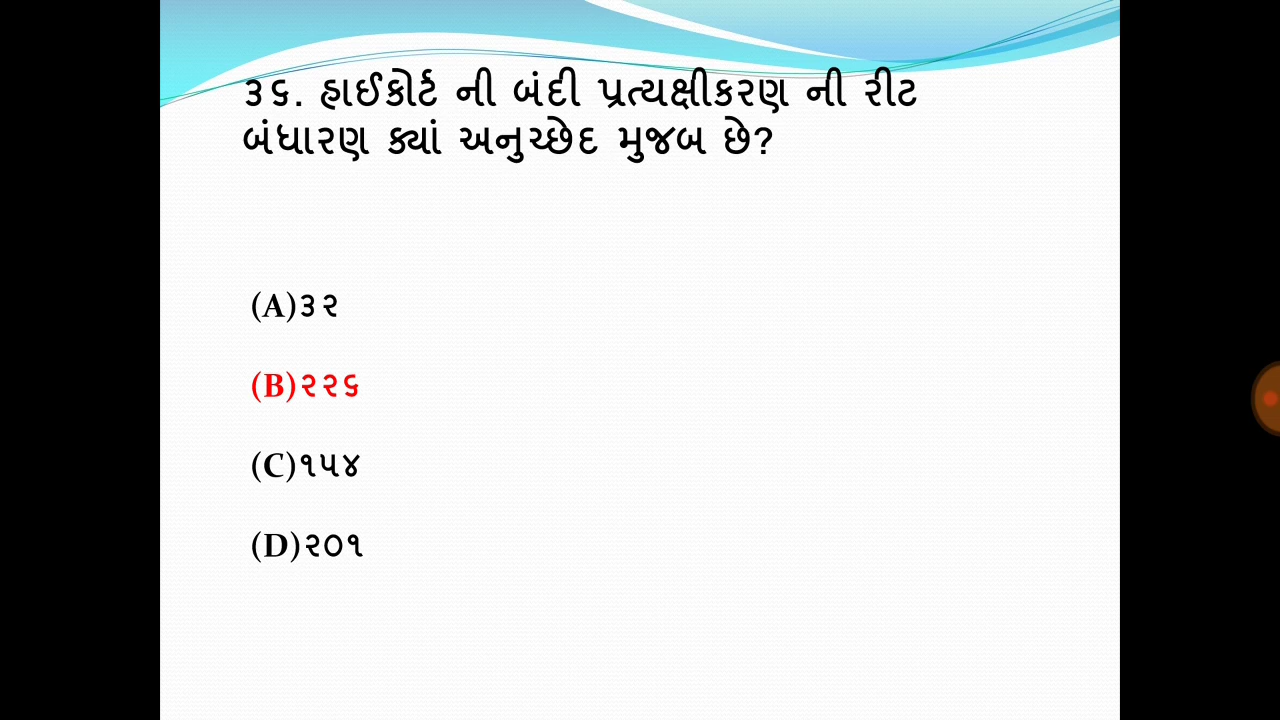 ૩૬. હાઈકોર્ટ ની બંદી પ્રત્યક્ષીકરણ ની રીટ
બંધારણ ક્યાં અનુચ્છેદ મુજબ છે?
(A)૩૨
(B)૨૨૬
(C)૧૫૪
(D)૨૦૧